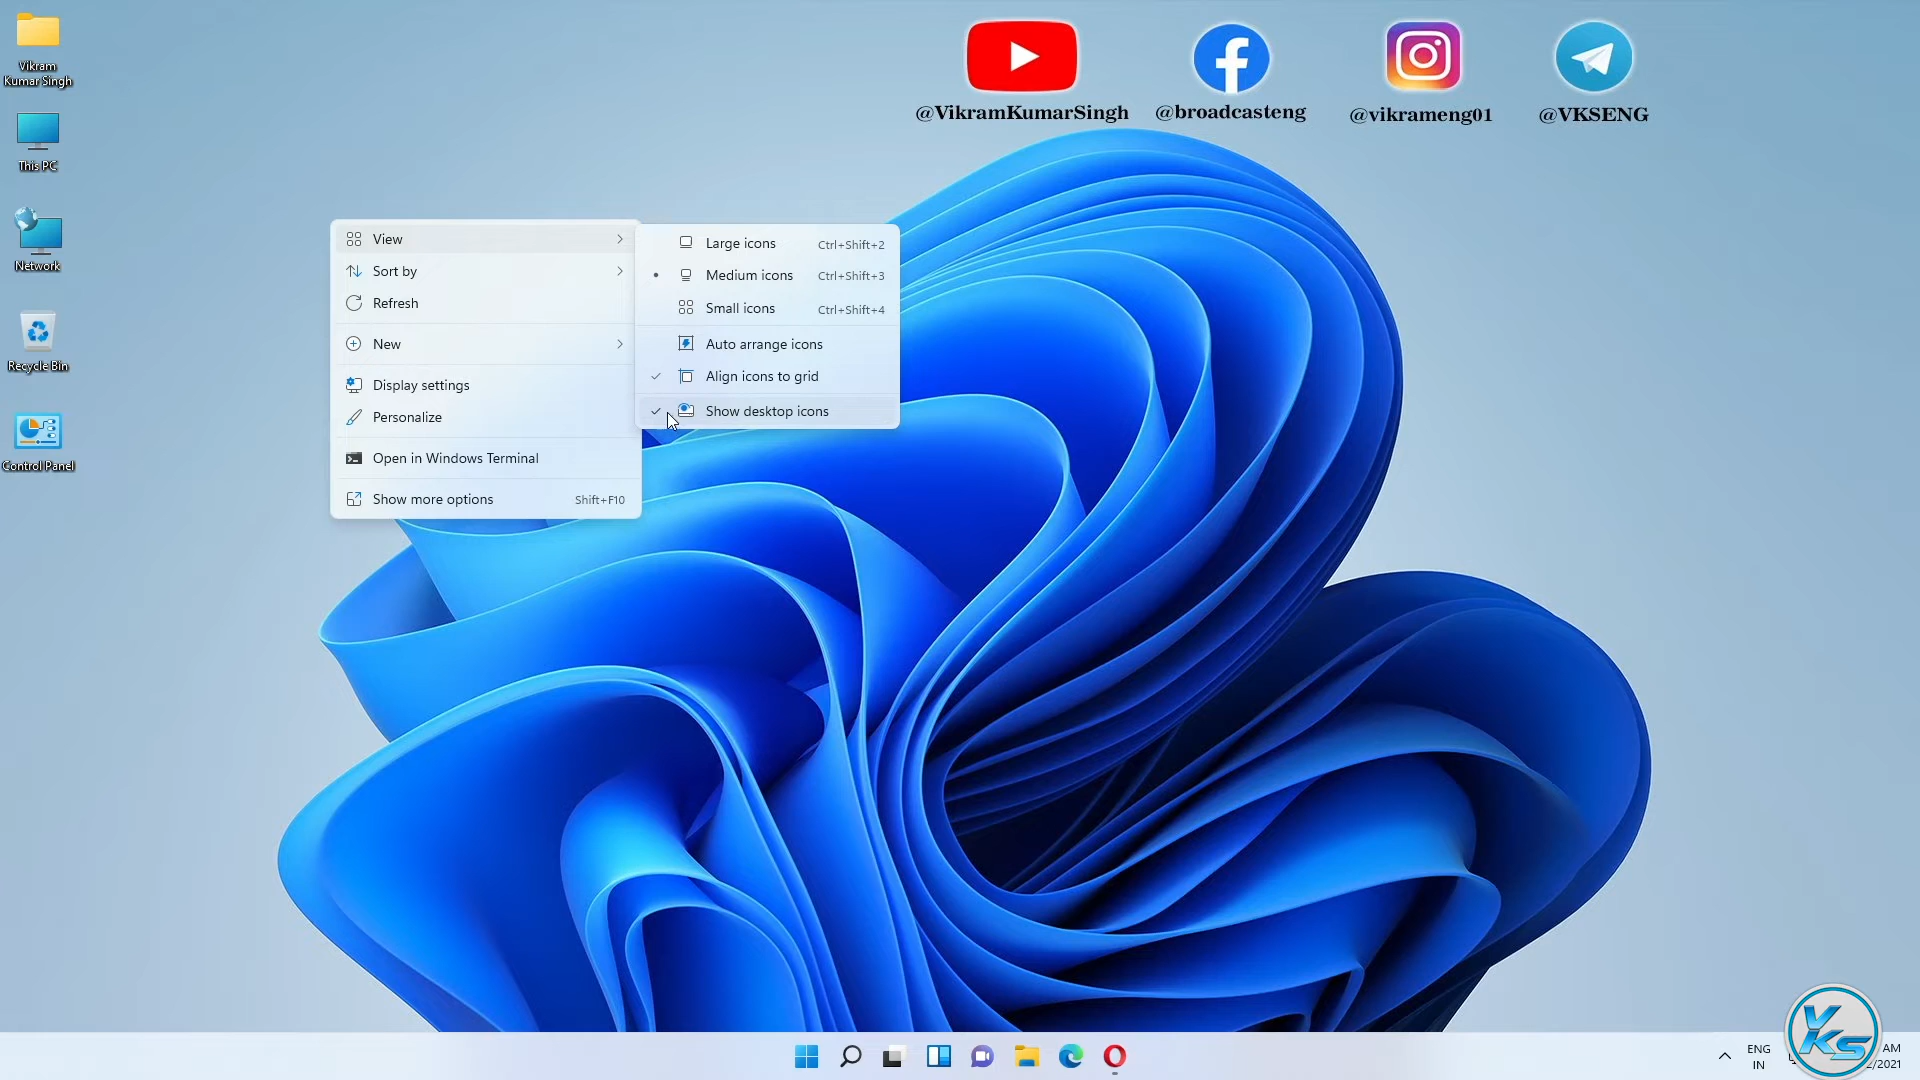 Vikram
Kumar Singh
This PC
Network
Recycle Bin
Control Panel
@VikramKumarSingh
@broadcasteng
@vikrameng01
@VKSENG
View
Sort by
Refresh
New
Display settings
Personalize
Open in Windows Terminal
Show more options Shift+F10
Large icons Ctrl+Shift+2
Medium icons Ctrl+Shift+3
Small icons Ctrl+Shift+4
Auto arrange icons
Align icons to grid
Show desktop icons
ENG
IN
AM
/2021
VKS